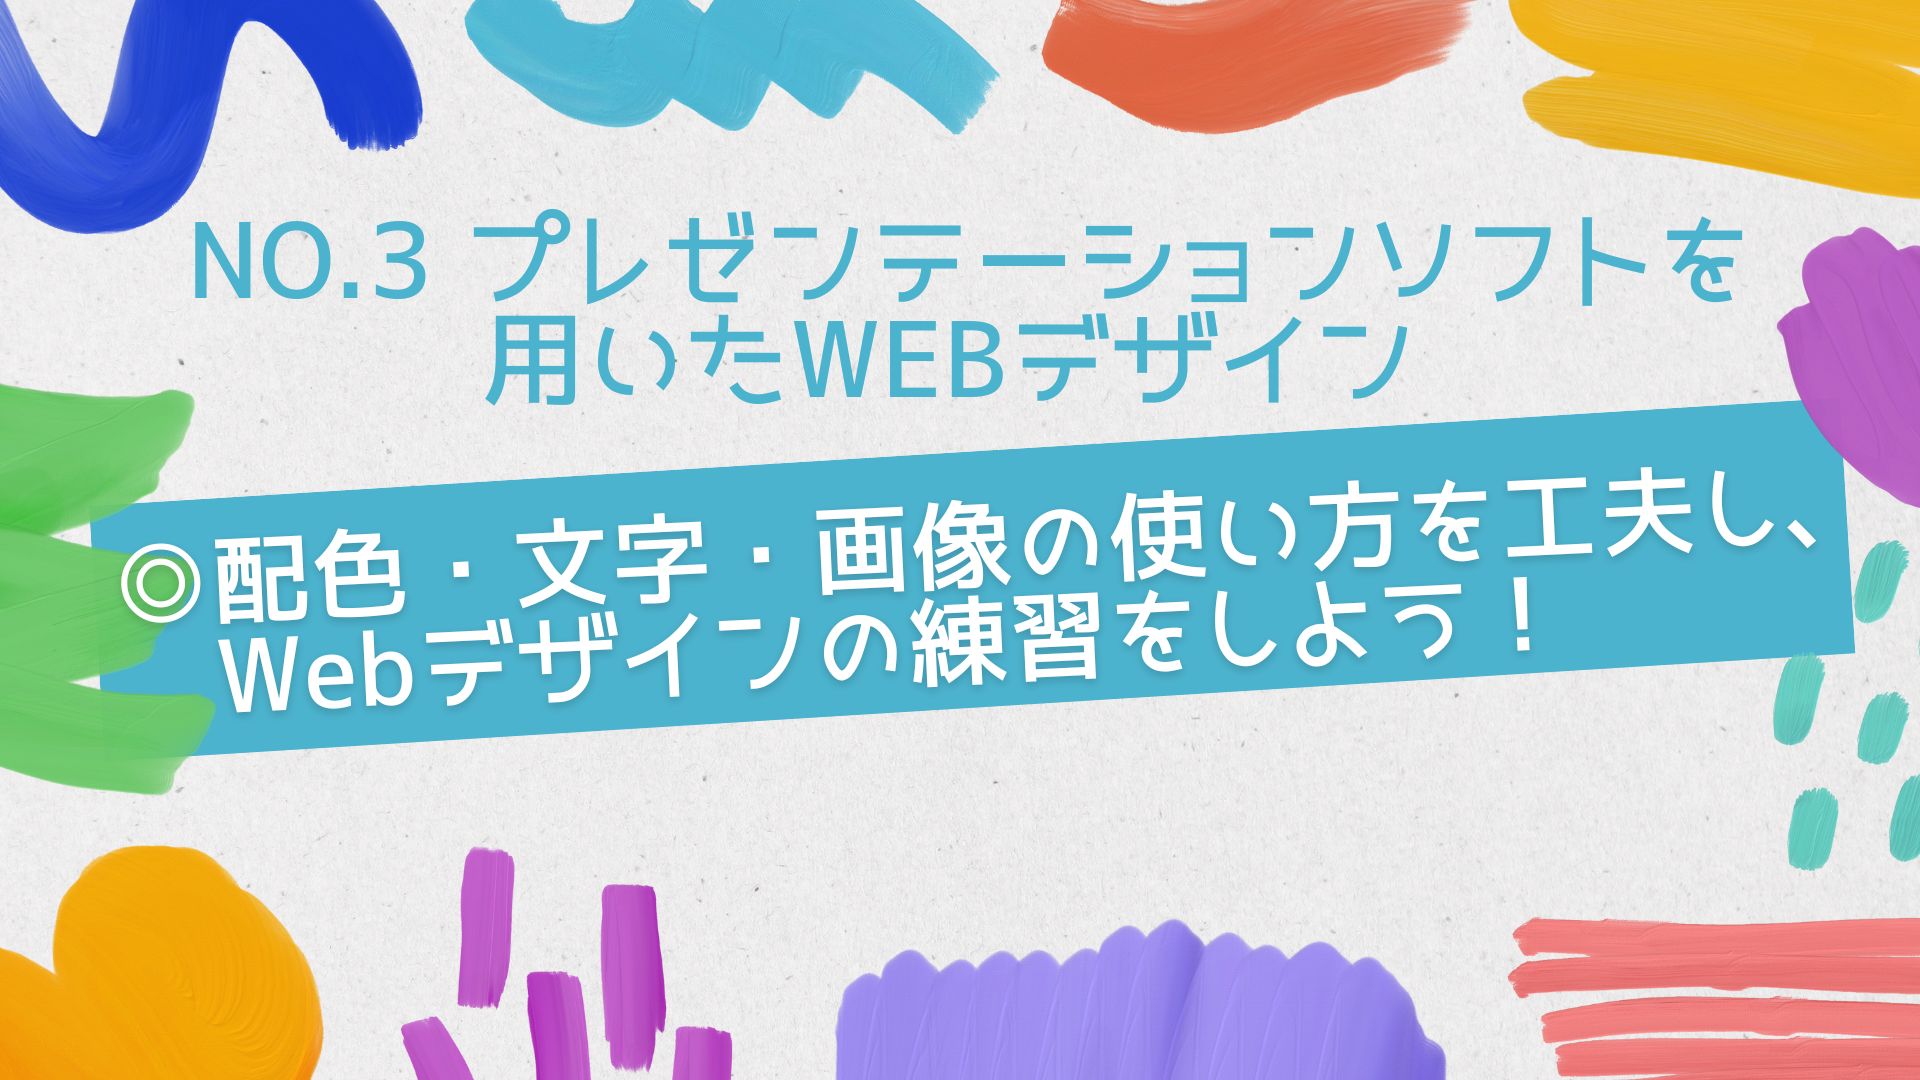 NO.3 プレゼンテーションソフトを
用いたWEBデザイン
◎配色・文字・画像の使い方を工夫し、
Webデザインの練習をしよう！